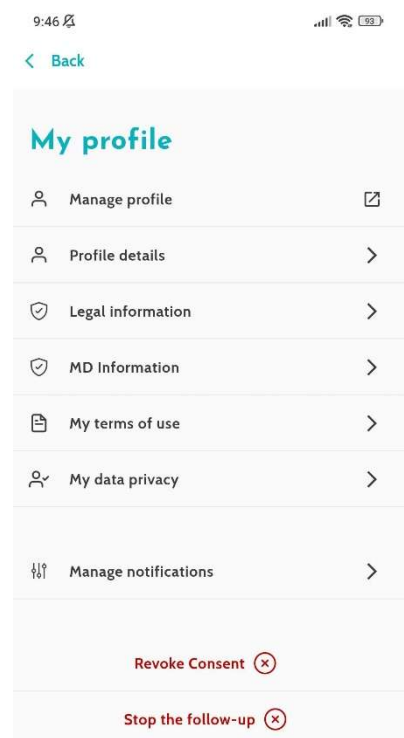 9:46
93
Back
My profile
Manage profile
Profile details
Legal information
MD Information
My terms of use
My data privacy
Manage notifications
Revoke Consent
Stop the follow-up